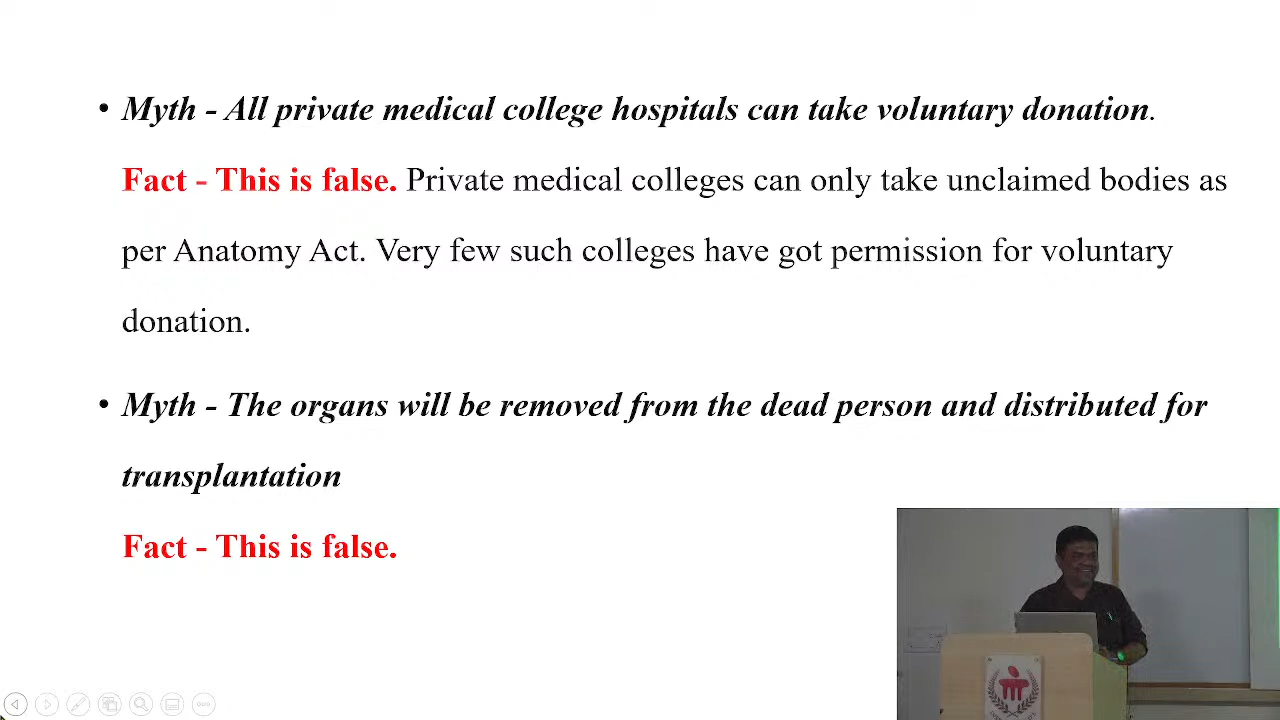 • Myth - All private medical college hospitals can take voluntary donation.
Fact - This is false. Private medical colleges can only take unclaimed bodies as
per Anatomy Act. Very few such colleges have got permission for voluntary
donation.
• Myth - The organs will be removed from the dead person and distributed for
transplantation
Fact - This is false.